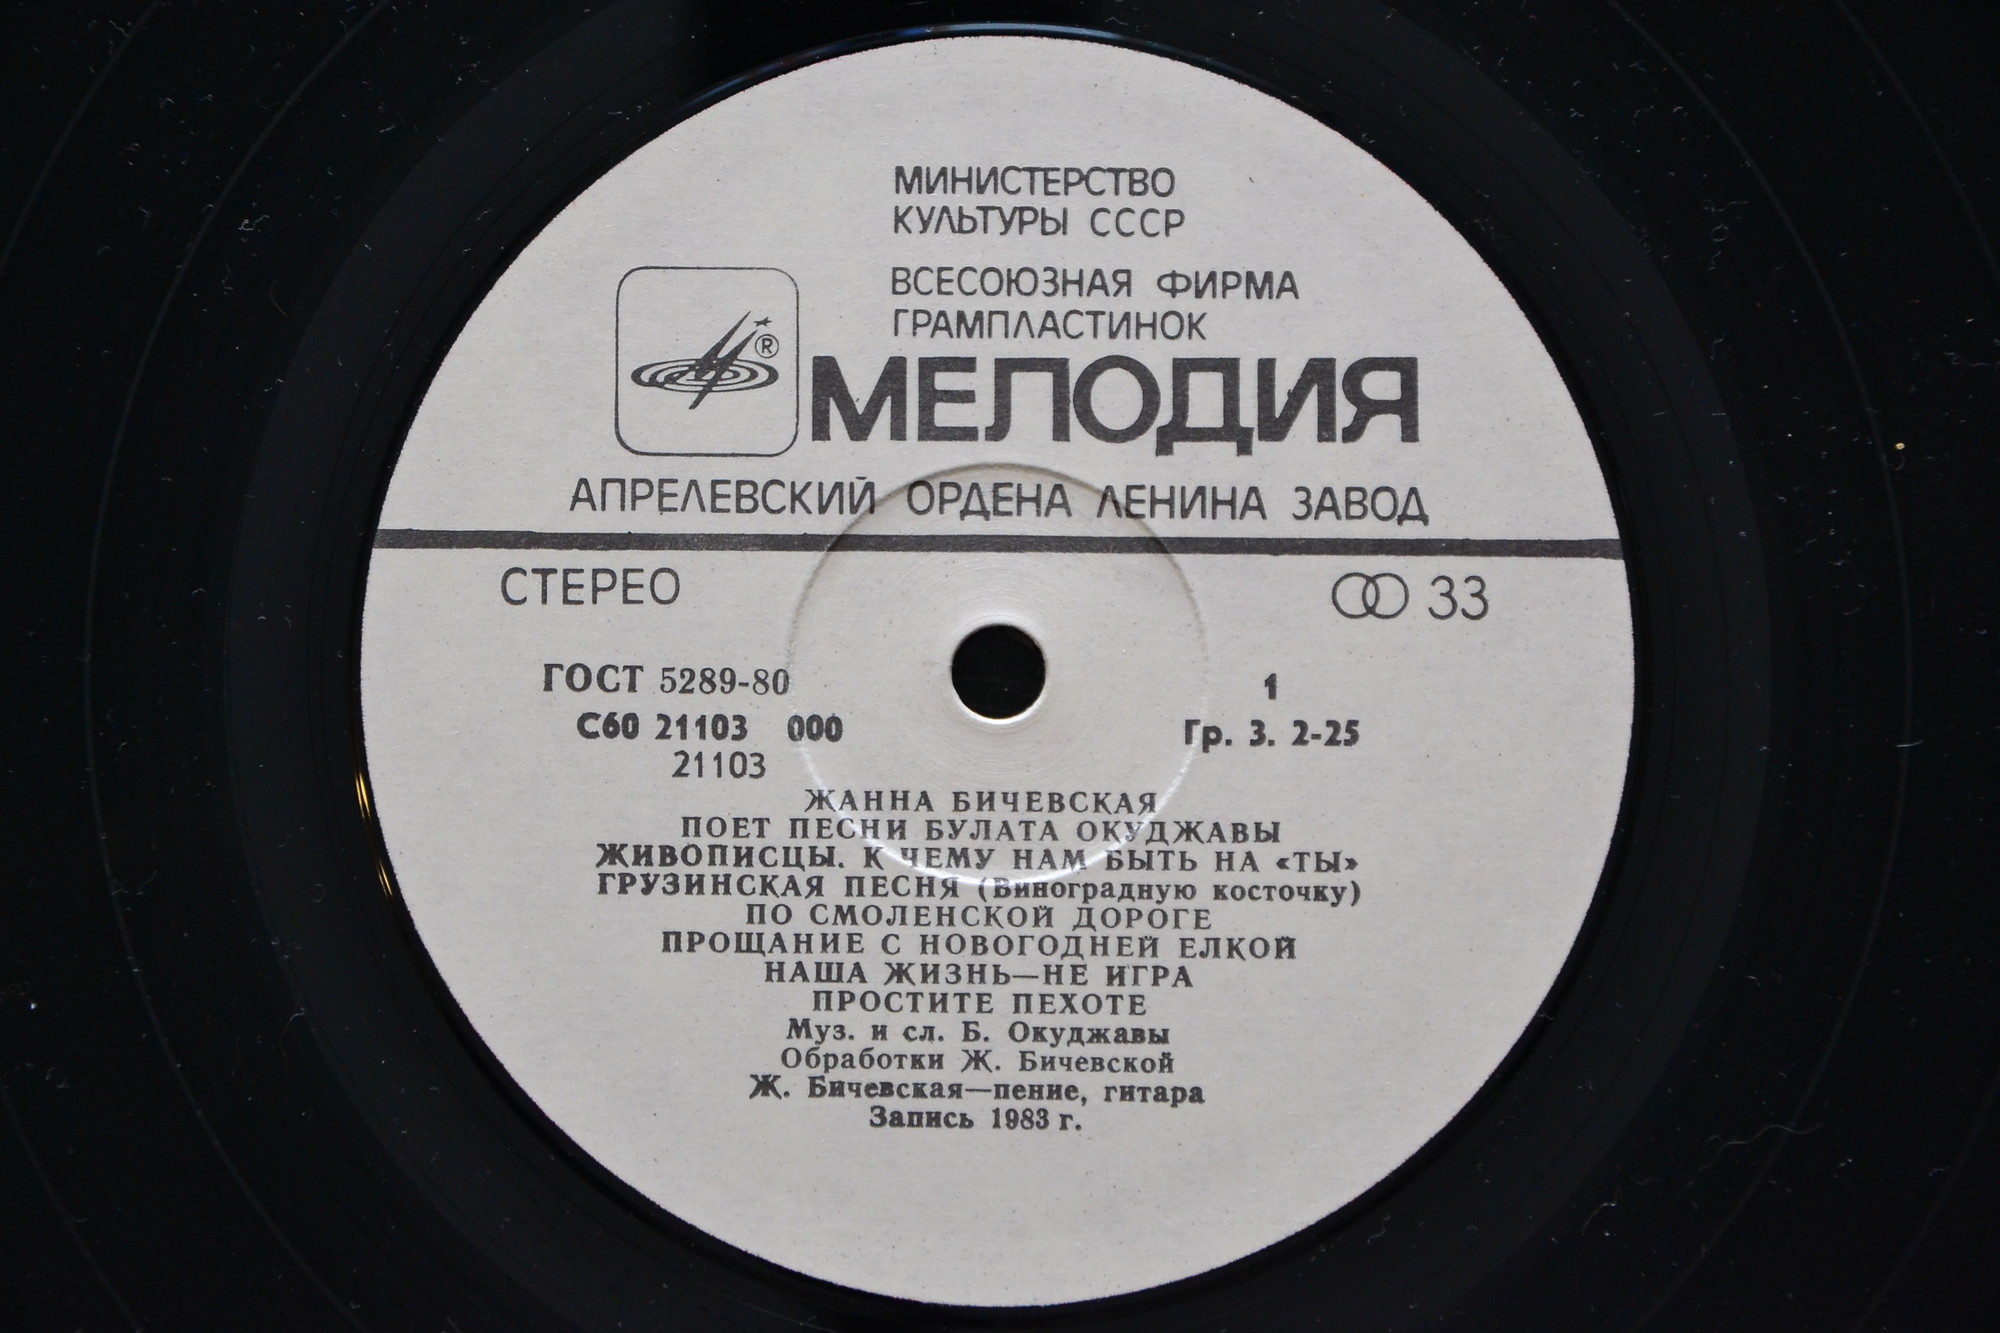 МИНИСТЕРСТВО
КУЛЬТУРЫ СССР
ВСЕСОЮЗНАЯ ФИРМА
ГРАМПЛАСТИНОК
®
МЕЛОДИЯ
АПРЕЛЕВСКИЙ ОРДЕНА ЛЕНИНА ЗАВОД
СТЕРЕО 33
ГОСТ 5289-80 1
С60 21103 000 Гр. 3. 2-25
21103
ЖАННА БИЧЕВСКАЯ
ПОЕТ ПЕСНИ БУЛАТА ОКУДЖАВЫ
ЖИВОПИСЦЫ. К ЧЕМУ НАМ БЫТЬ НА «ТЫ»
ГРУЗИНСКАЯ ПЕСНЯ (Виноградную косточку)
ПО СМОЛЕНСКОЙ ДОРОГЕ
ПРОЩАНИЕ С НОВОГОДНЕЙ ЕЛКОЙ
НАША ЖИЗНЬ—НЕ ИГРА
ПРОСТИТЕ ПЕХОТЕ
Муз. и сл. Б. Окуджавы
Обработки Ж. Бичевской
Ж. Бичевская—пение, гитара
Запись 1983 г.